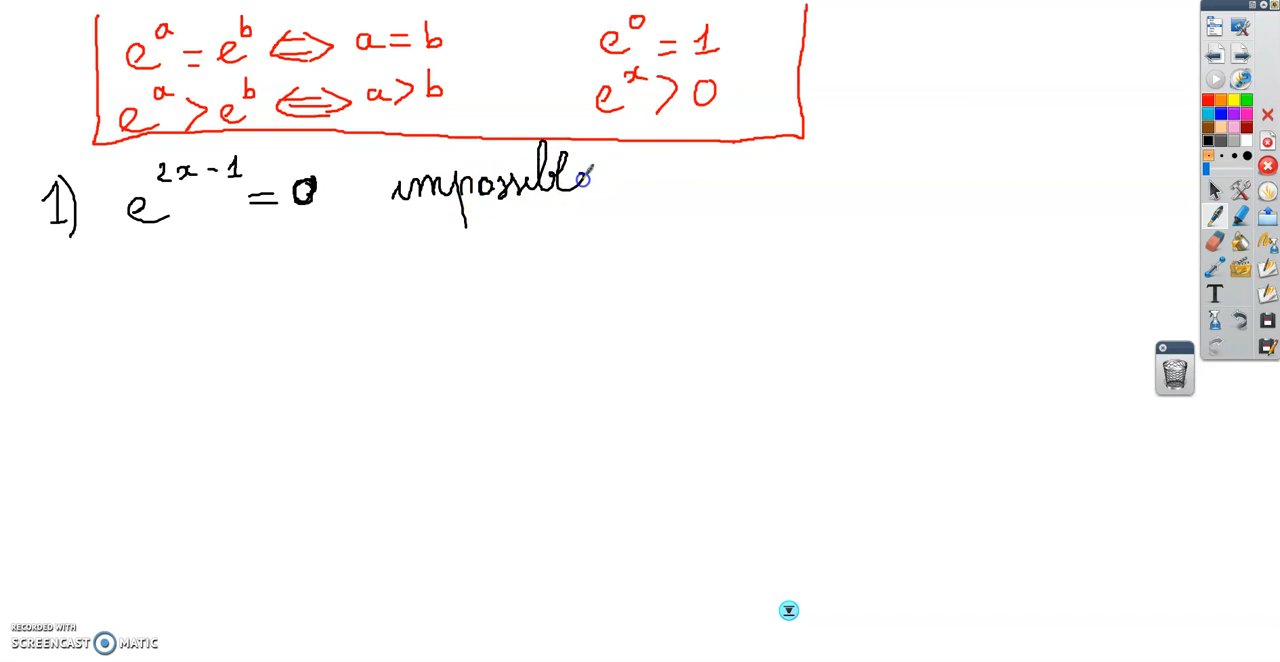 e^a = e^b ⇔ a = b e^0 = 1
e^a > e^b ⇔ a > b e^x > 0
1) e^{2x-1} = 0 impossible
T
RECORDED WITH
SCREENCAST MATIC